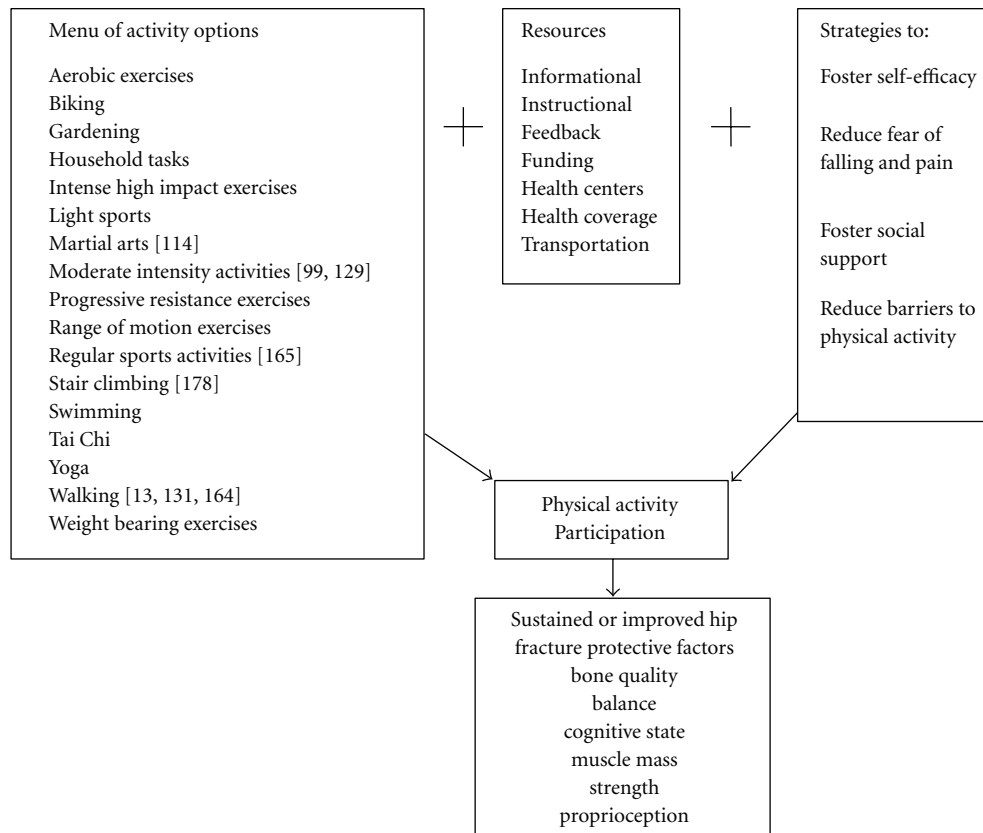 Menu of activity options
Aerobic exercises
Biking
Gardening
Household tasks
Intense high impact exercises
Light sports
Martial arts [114]
Moderate intensity activities [99, 129]
Progressive resistance exercises
Range of motion exercises
Regular sports activities [165]
Stair climbing [178]
Swimming
Tai Chi
Yoga
Walking [13, 131, 164]
Weight bearing exercises
+
Resources
Informational
Instructional
Feedback
Funding
Health centers
Health coverage
Transportation
+
Strategies to:
Foster self-efficacy
Reduce fear of
falling and pain
Foster social
support
Reduce barriers to
physical activity
Physical activity
Participation
Sustained or improved hip
fracture protective factors
bone quality
balance
cognitive state
muscle mass
strength
proprioception